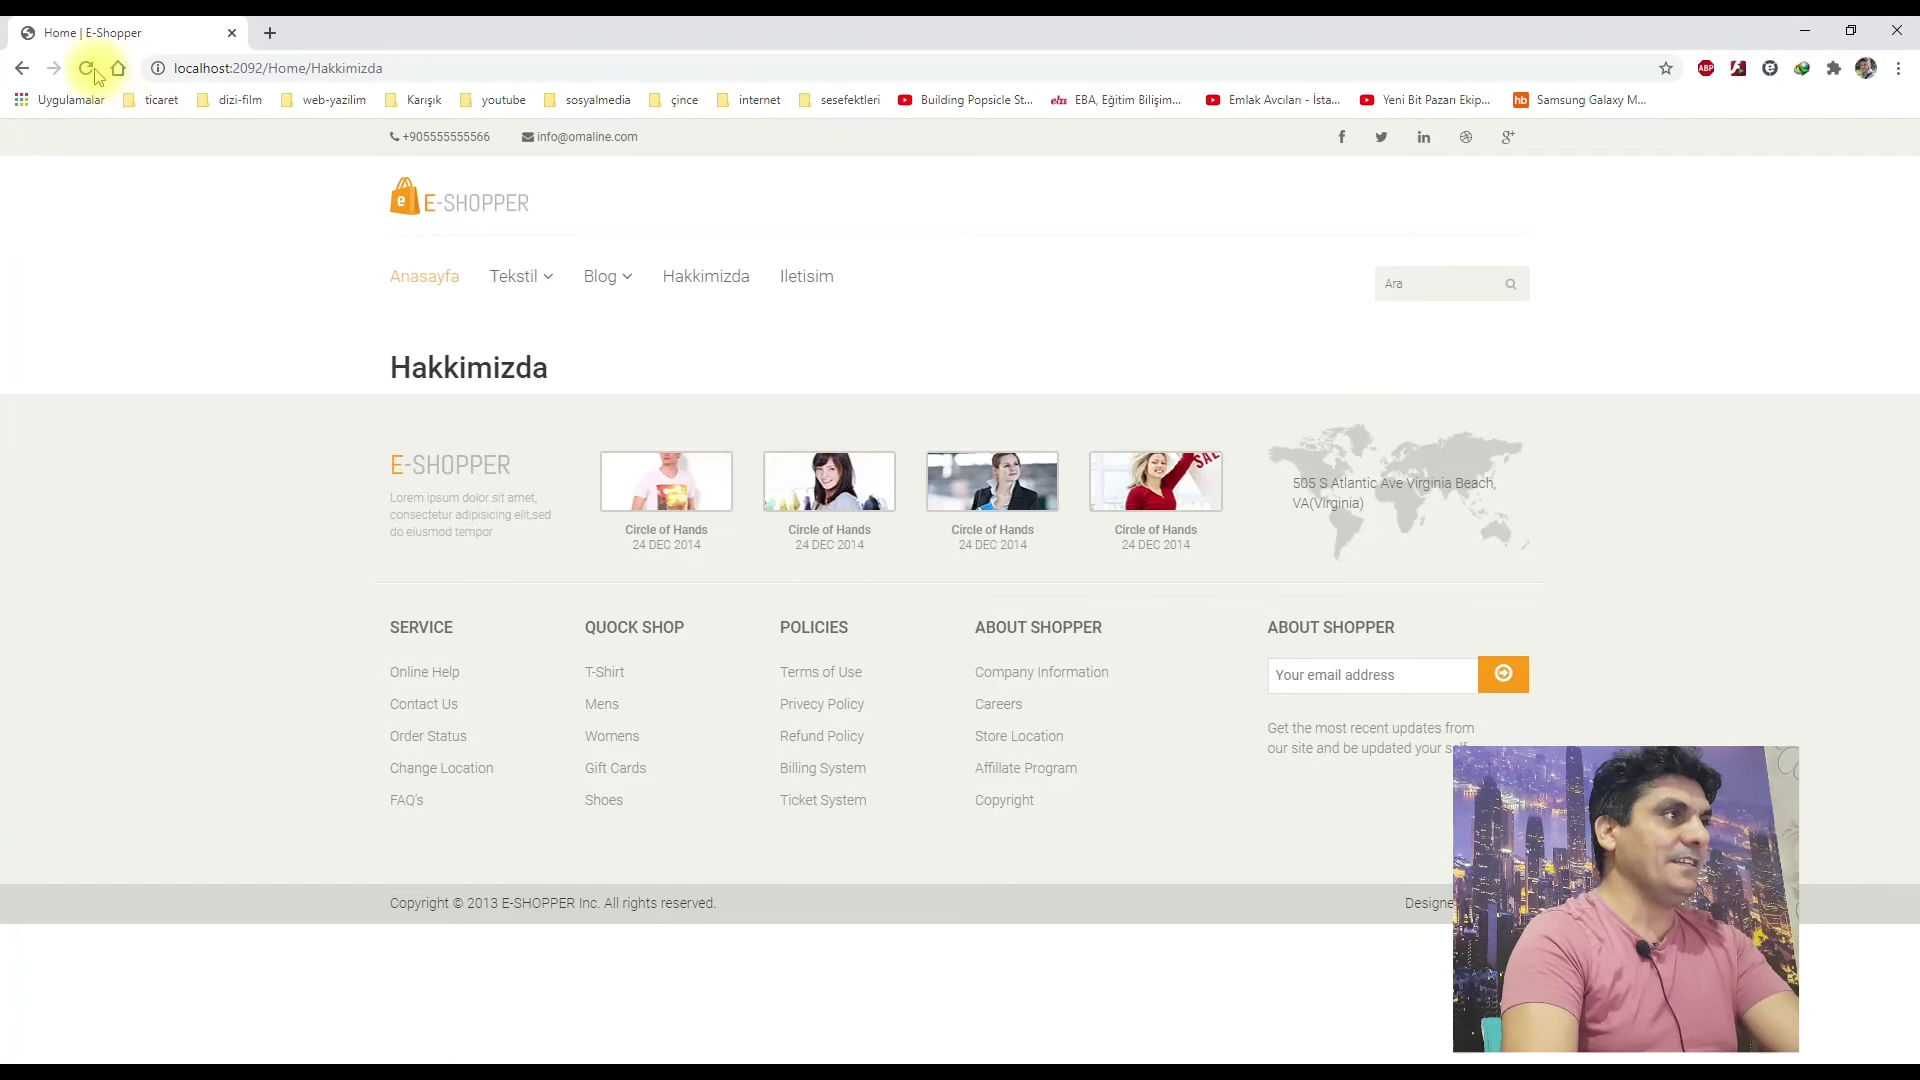 Home | E-Shopper
localhost:2092/Home/Hakkimizda
ABP
Uygulamalar ticaret dizi-film web-yazilim Karışık youtube sosyalmedia çince internet sesefektleri Building Popsicle St... eba EBA, Eğitim Bilişim... Emlak Avcıları - İsta... Yeni Bit Pazarı Ekip... hb Samsung Galaxy M...
+905555555566 info@omaline.com
E-SHOPPER
Anasayfa Tekstil Blog Hakkimizda Iletisim Ara
Hakkimizda
E-SHOPPER
Lorem ipsum dolor sit amet,
consectetur adipisicing elit,sed
do eiusmod tempor
Circle of Hands
24 DEC 2014
Circle of Hands
24 DEC 2014
Circle of Hands
24 DEC 2014
SALE
Circle of Hands
24 DEC 2014
505 S Atlantic Ave Virginia Beach,
VA(Virginia)
SERVICE
Online Help
Contact Us
Order Status
Change Location
FAQ's
QUOCK SHOP
T-Shirt
Mens
Womens
Gift Cards
Shoes
POLICIES
Terms of Use
Privecy Policy
Refund Policy
Billing System
Ticket System
ABOUT SHOPPER
Company Information
Careers
Store Location
Affillate Program
Copyright
ABOUT SHOPPER
Your email address
Get the most recent updates from
our site and be updated your self
Copyright © 2013 E-SHOPPER Inc. All rights reserved.
Designe